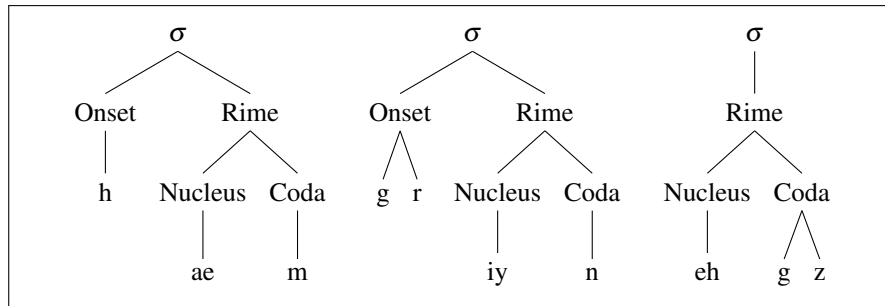 σ σ σ
Onset Rime Onset Rime Rime
h Nucleus Coda g r Nucleus Coda Nucleus Coda
ae m iy n eh g z